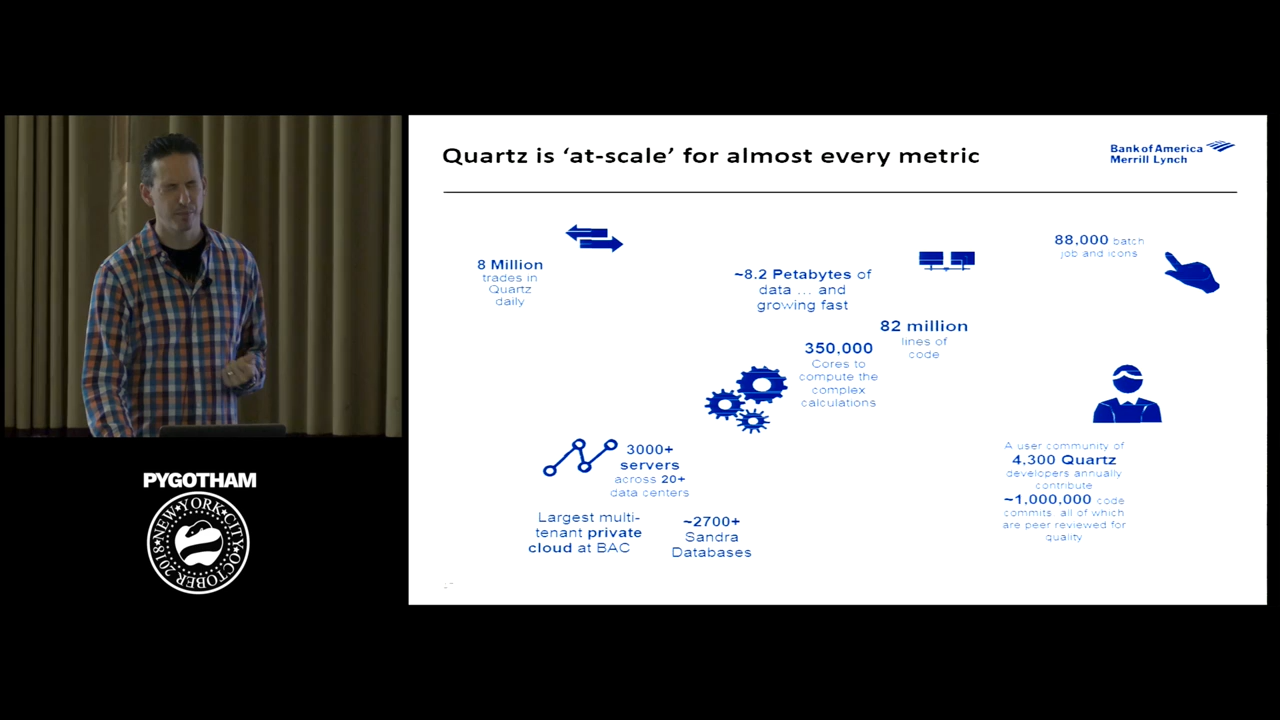 Quartz is ‘at-scale’ for almost every metric
Bank of America
Merrill Lynch
8 Million
trades in
Quartz
daily
~8.2 Petabytes of
data ... and
growing fast
88,000 batch
job and icons
82 million
lines of
code
350,000
Cores to
compute the
complex
calculations
3000+
servers
across 20+
data centers
Largest multi-
tenant private
cloud at BAC
~2700+
Sandra
Databases
A user community of
4,300 Quartz
developers annually
contribute
~1,000,000 code
commits, all of which
are peer reviewed for
quality
PYGOTHAM
NEW YORK CITY OCTOBER 2018